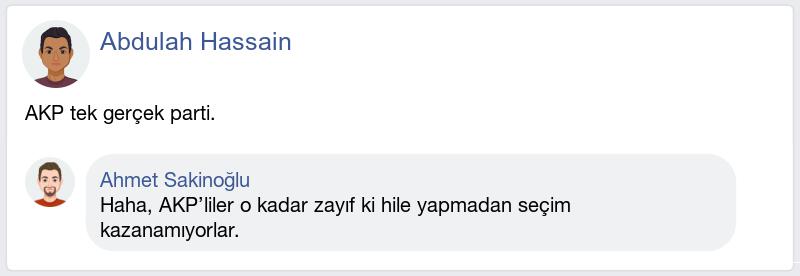 Abdulah Hassain
AKP tek gerçek parti.
Ahmet Sakinoğlu
Haha, AKP’liler o kadar zayıf ki hile yapmadan seçim
kazanamıyorlar.